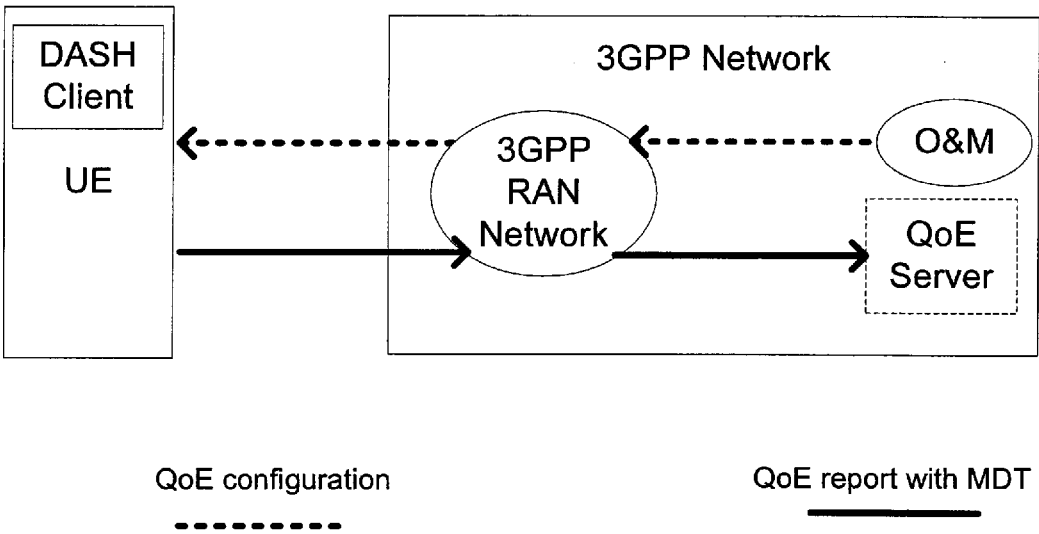 DASH
Client
UE
3GPP Network
3GPP
RAN
Network
O&M
QoE
Server
QoE configuration
QoE report with MDT